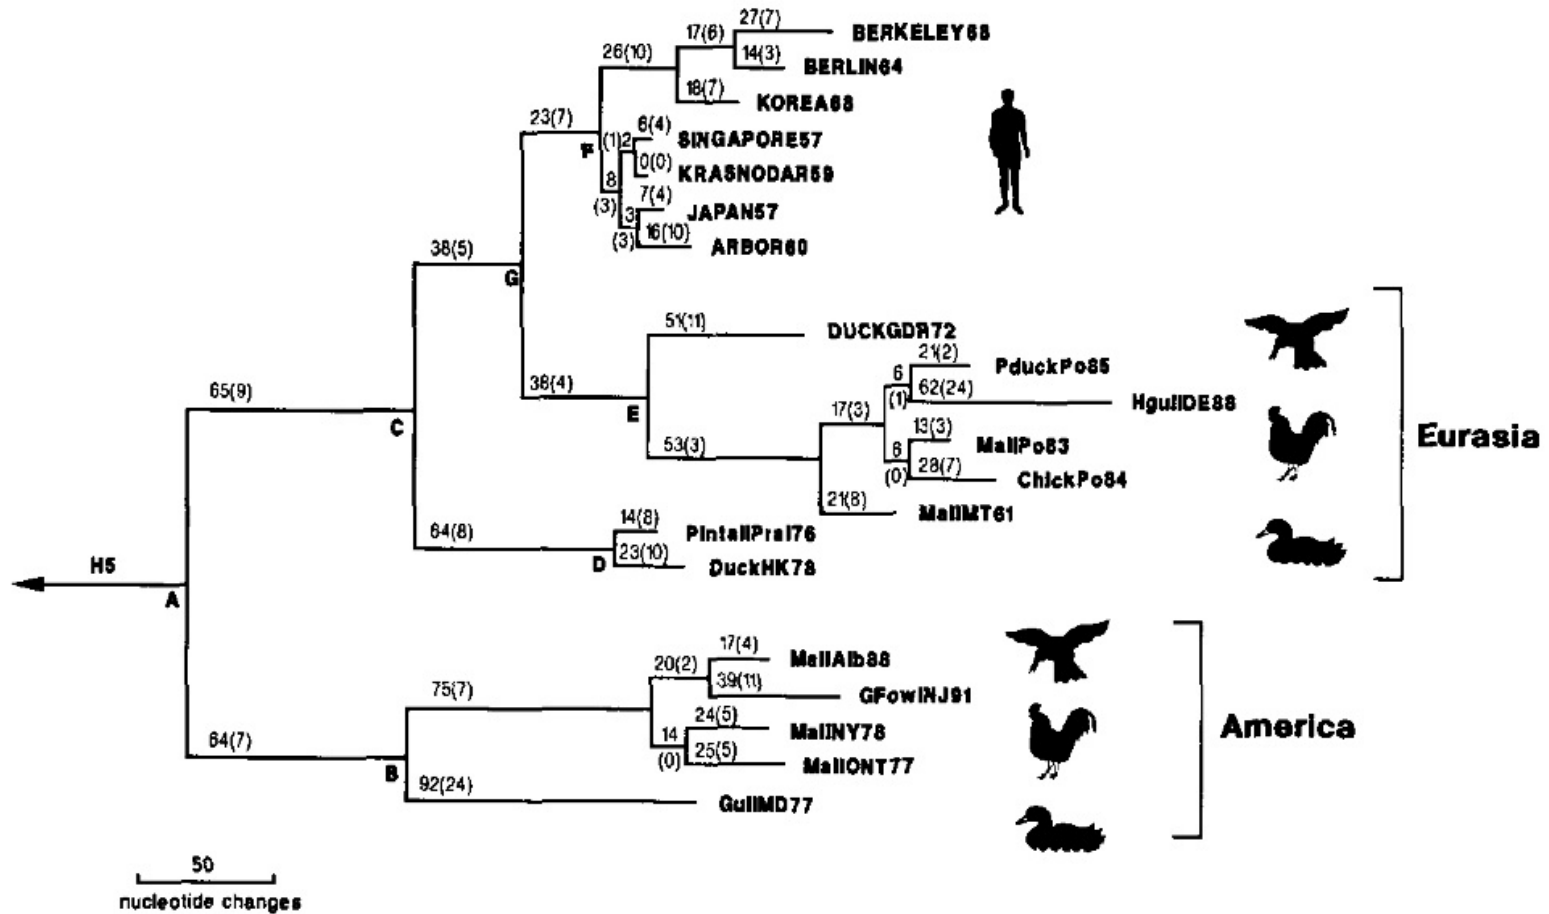 27(7)
BERKELEY68
17(6)
14(3)
BERLIN64
26(10)
18(7)
KOREA68
23(7)
F
(1)
2
6(4)
SINGAPORE57
0(0)
KRASNODAR59
8
(3)
7(4)
JAPAN57
3
(3)
16(10)
ARBOR60
38(5)
G
51(11)
DUCKGDR72
21(2)
PduckPo85
6
(1)
62(24)
HgullDE88
38(4)
E
17(3)
13(3)
MallPo83
6
(0)
28(7)
ChickPo84
53(3)
21(8)
MallMT61
Eurasia
65(9)
C
64(8)
14(8)
PintailPrai76
D
23(10)
DuckHK78
H5
A
17(4)
MallAlb88
20(2)
39(11)
GFowlNJ91
75(7)
24(5)
MallNY78
14
(0)
25(5)
MallONT77
America
64(7)
B
92(24)
GullMD77
50
nucleotide changes